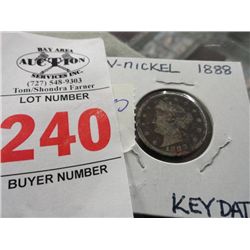 BAY AREA
AUCTION
SERVICES INC.
(727) 548-9303
Tom/Shondra Farner
LOT NUMBER
240
BUYER NUMBER
V-NICKEL 1888
KEY DAT